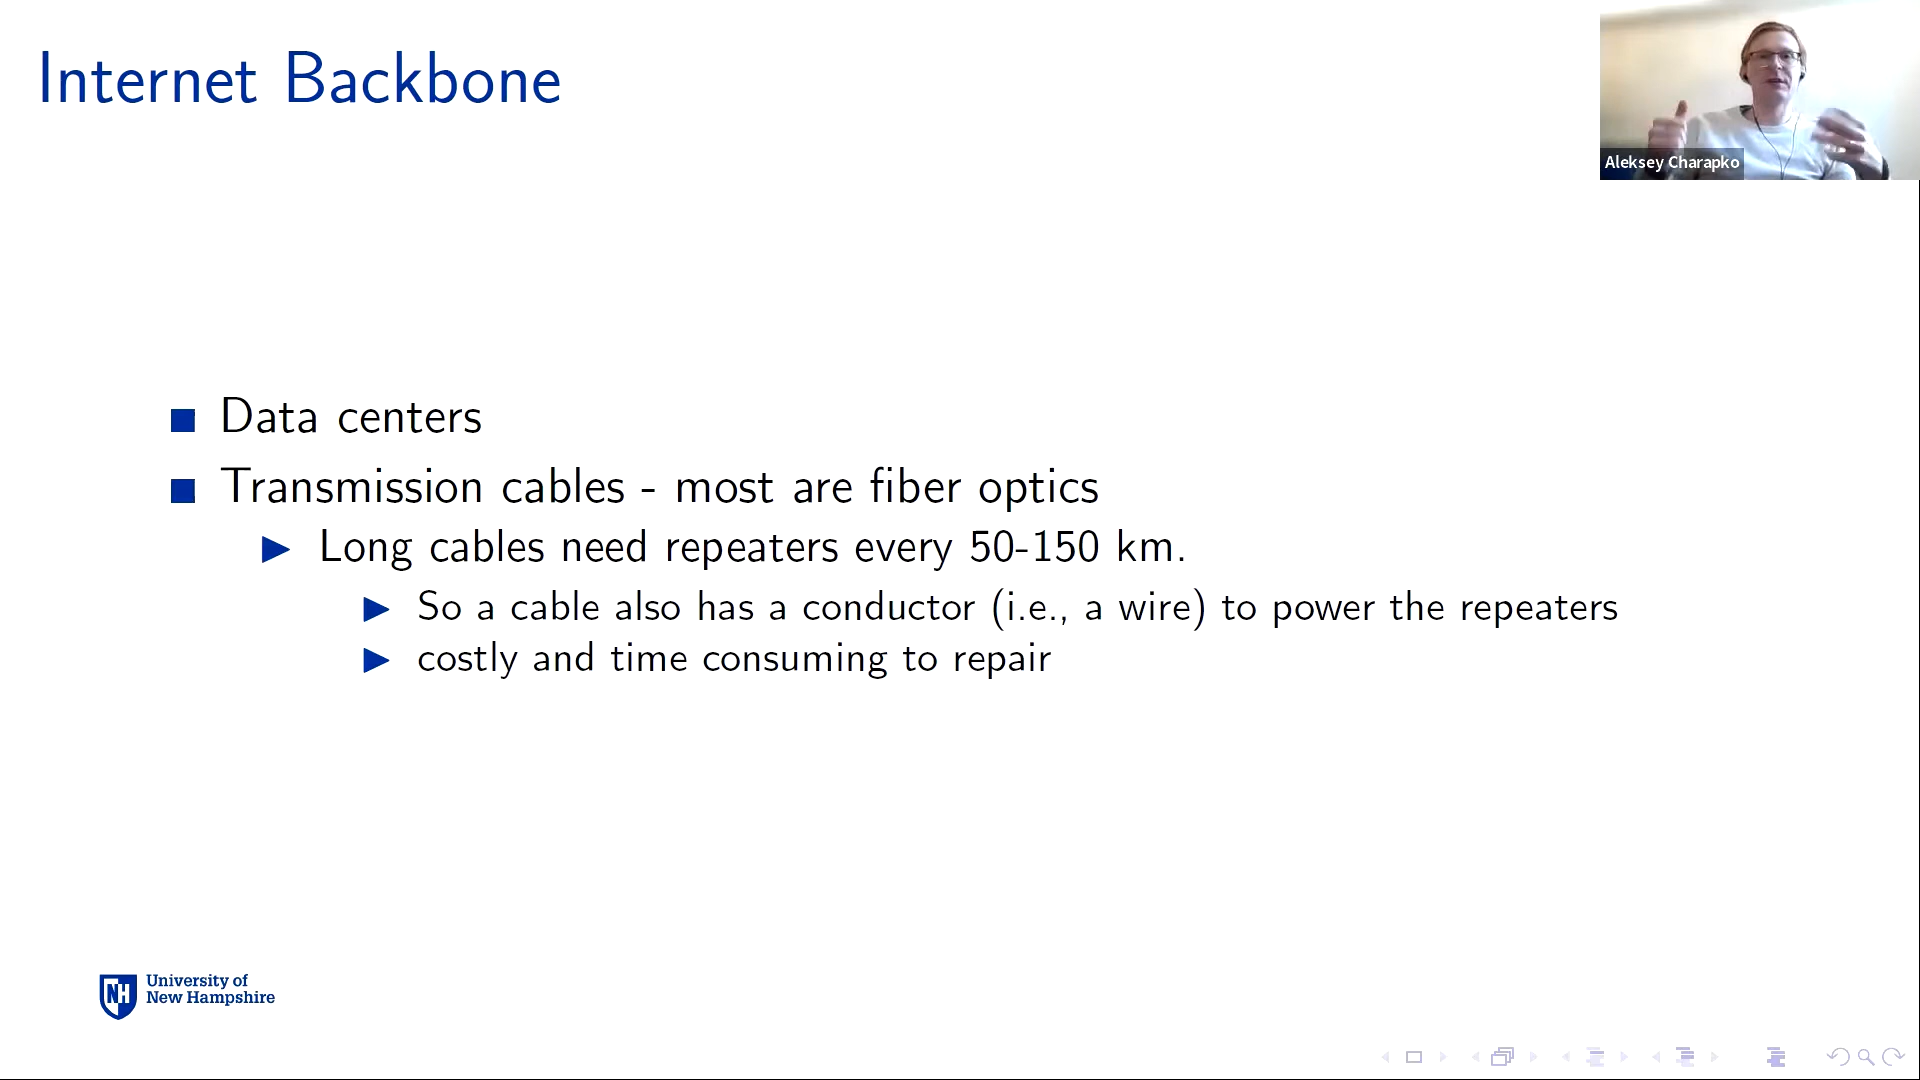 Internet Backbone
Aleksey Charapko
Data centers
Transmission cables - most are fiber optics
Long cables need repeaters every 50-150 km.
So a cable also has a conductor (i.e., a wire) to power the repeaters
costly and time consuming to repair
NH
University of
New Hampshire